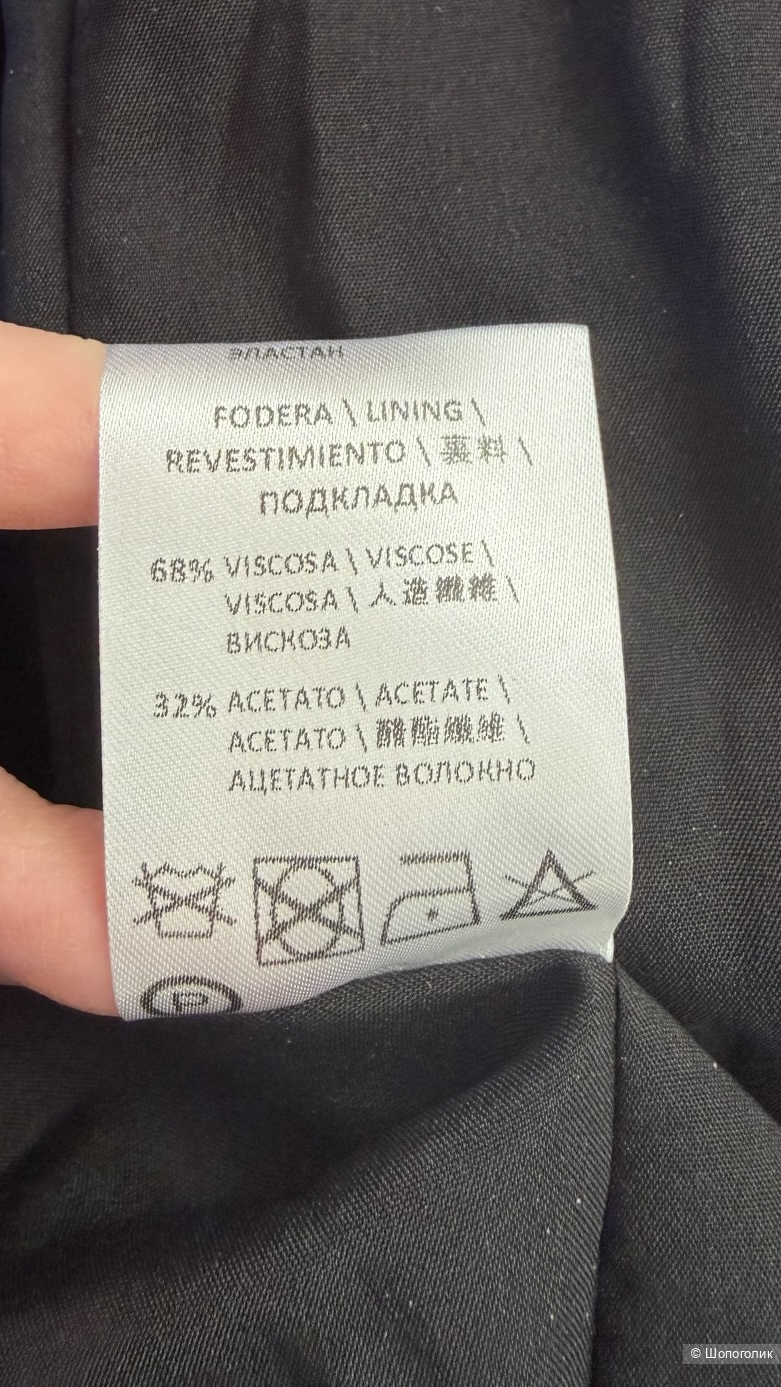 ЭЛАСТАН
FODERA \ LINING \
REVESTIMIENTO \ 裏料 \
ПОДКЛАДКА
68% VISCOSA \ VISCOSE \
VISCOSA \ 人造纖維 \
ВИСКОЗА
32% ACETATO \ ACETATE \
ACETATO \ 醋酯纖維 \
АЦЕТАТНОЕ ВОЛОКНО
P
© Шопоголик